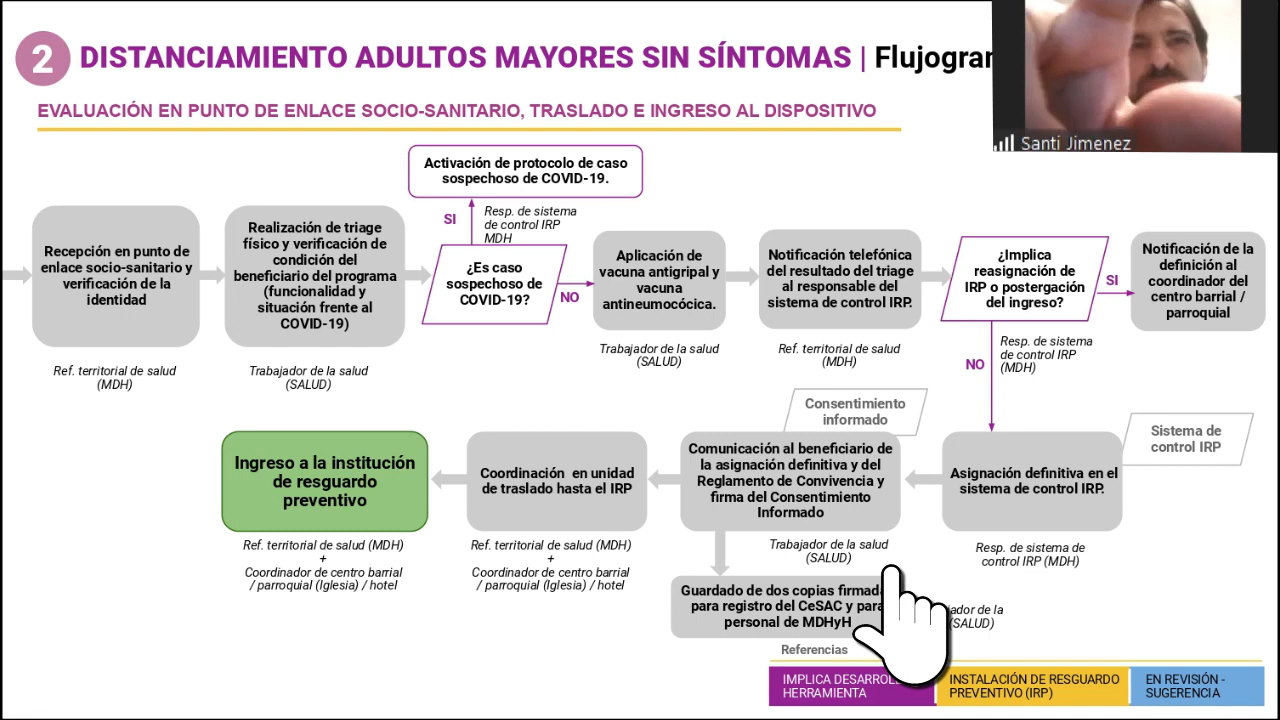 2
DISTANCIAMIENTO ADULTOS MAYORES SIN SÍNTOMAS |
EVALUACIÓN EN PUNTO DE ENLACE SOCIO-SANITARIO, TRASLADO E INGRESO AL DISPOSITIVO
Santi Jimenez
Activación de protocolo de caso
sospechoso de COVID-19.
SI
Resp. de sistema
de control IRP
MDH
Recepción en punto de
enlace socio-sanitario y
verificación de la
identidad
Ref. territorial de salud
(MDH)
Realización de triage
físico y verificación de
condición del
beneficiario del programa
(funcionalidad y
situación frente al
COVID-19)
Trabajador de la salud
(SALUD)
¿Es caso
sospechoso de
COVID-19?
NO
Aplicación de
vacuna antigripal y
vacuna
antineumocócica.
Trabajador de la salud
(SALUD)
Notificación telefónica
del resultado del triage
al responsable del
sistema de control IRP.
Ref. territorial de salud
(MDH)
¿Implica
reasignación de
IRP o postergación
del ingreso?
SI
Notificación de la
definición al
coordinador del
centro barrial /
parroquial
NO
Resp. de sistema
de control IRP
(MDH)
Sistema de
control IRP
Asignación definitiva en el
sistema de control IRP.
Resp. de sistema de
control IRP (MDH)
Consentimiento
informado
Comunicación al beneficiario de
la asignación definitiva y del
Reglamento de Convivencia y
firma del Consentimiento
Informado
Trabajador de la salud
(SALUD)
Guardado de dos copias
para registro del CeSAC y para
personal de MDHyH
de la
(SALUD)
Coordinación en unidad
de traslado hasta el IRP
Ref. territorial de salud (MDH)
+
Coordinador de centro barrial
/ parroquial (Iglesia) / hotel
Ingreso a la institución
de resguardo
preventivo
Ref. territorial de salud (MDH)
+
Coordinador de centro barrial
/ parroquial (Iglesia) / hotel
Referencias
IMPLICA
HERRAMIENTA
INSTALACIÓN DE RESGUARDO
PREVENTIVO (IRP)
EN REVISIÓN -
SUGERENCIA